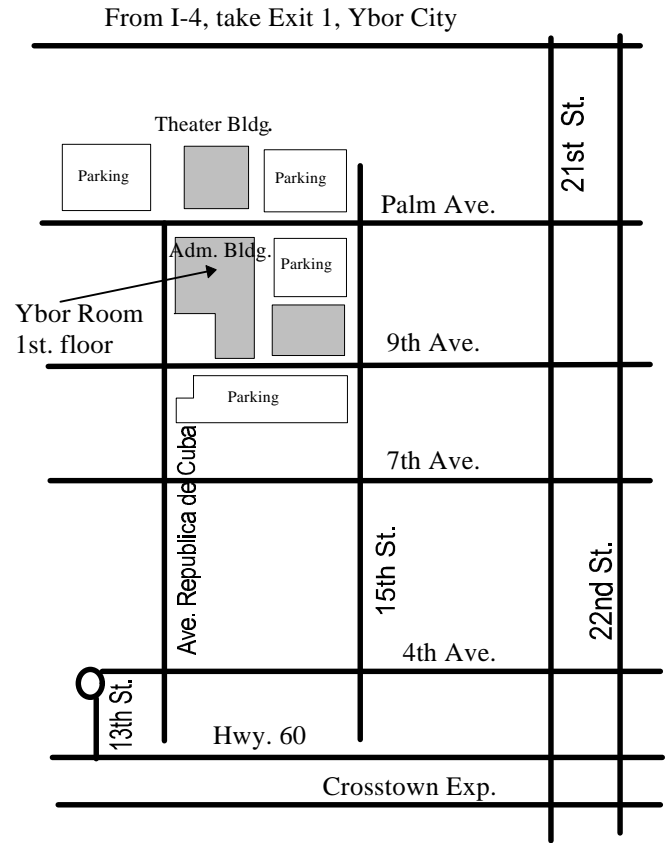 From I-4, take Exit 1, Ybor City
21st St.
Theater Bldg.
Parking
Parking
Palm Ave.
Adm. Bldg.
Parking
Ybor Room
1st. floor
9th Ave.
Parking
7th Ave.
Ave. Republica de Cuba
15th St.
22nd St.
4th Ave.
13th St.
Hwy. 60
Crosstown Exp.